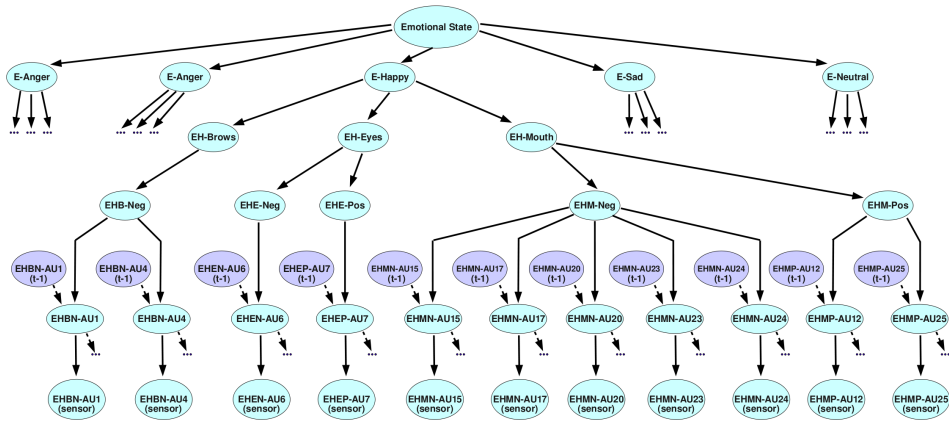 Emotional State
E-Anger
E-Anger
E-Happy
E-Sad
E-Neutral
... ... ...
... ... ...
... ... ...
... ... ...
EH-Brows
EH-Eyes
EH-Mouth
EHB-Neg
EHE-Neg
EHE-Pos
EHM-Neg
EHM-Pos
EHBN-AU1
(t-1)
EHBN-AU4
(t-1)
EHEN-AU6
(t-1)
EHEP-AU7
(t-1)
EHMN-AU15
(t-1)
EHMN-AU17
(t-1)
EHMN-AU20
(t-1)
EHMN-AU23
(t-1)
EHMN-AU24
(t-1)
EHMP-AU12
(t-1)
EHMP-AU25
(t-1)
EHBN-AU1
EHBN-AU4
EHEN-AU6
EHEP-AU7
EHMN-AU15
EHMN-AU17
EHMN-AU20
EHMN-AU23
EHMN-AU24
EHMP-AU12
EHMP-AU25
... ... ... ... ... ... ... ... ... ... ...
EHBN-AU1
(sensor)
EHBN-AU4
(sensor)
EHEN-AU6
(sensor)
EHEP-AU7
(sensor)
EHMN-AU15
(sensor)
EHMN-AU17
(sensor)
EHMN-AU20
(sensor)
EHMN-AU23
(sensor)
EHMN-AU24
(sensor)
EHMP-AU12
(sensor)
EHMP-AU25
(sensor)